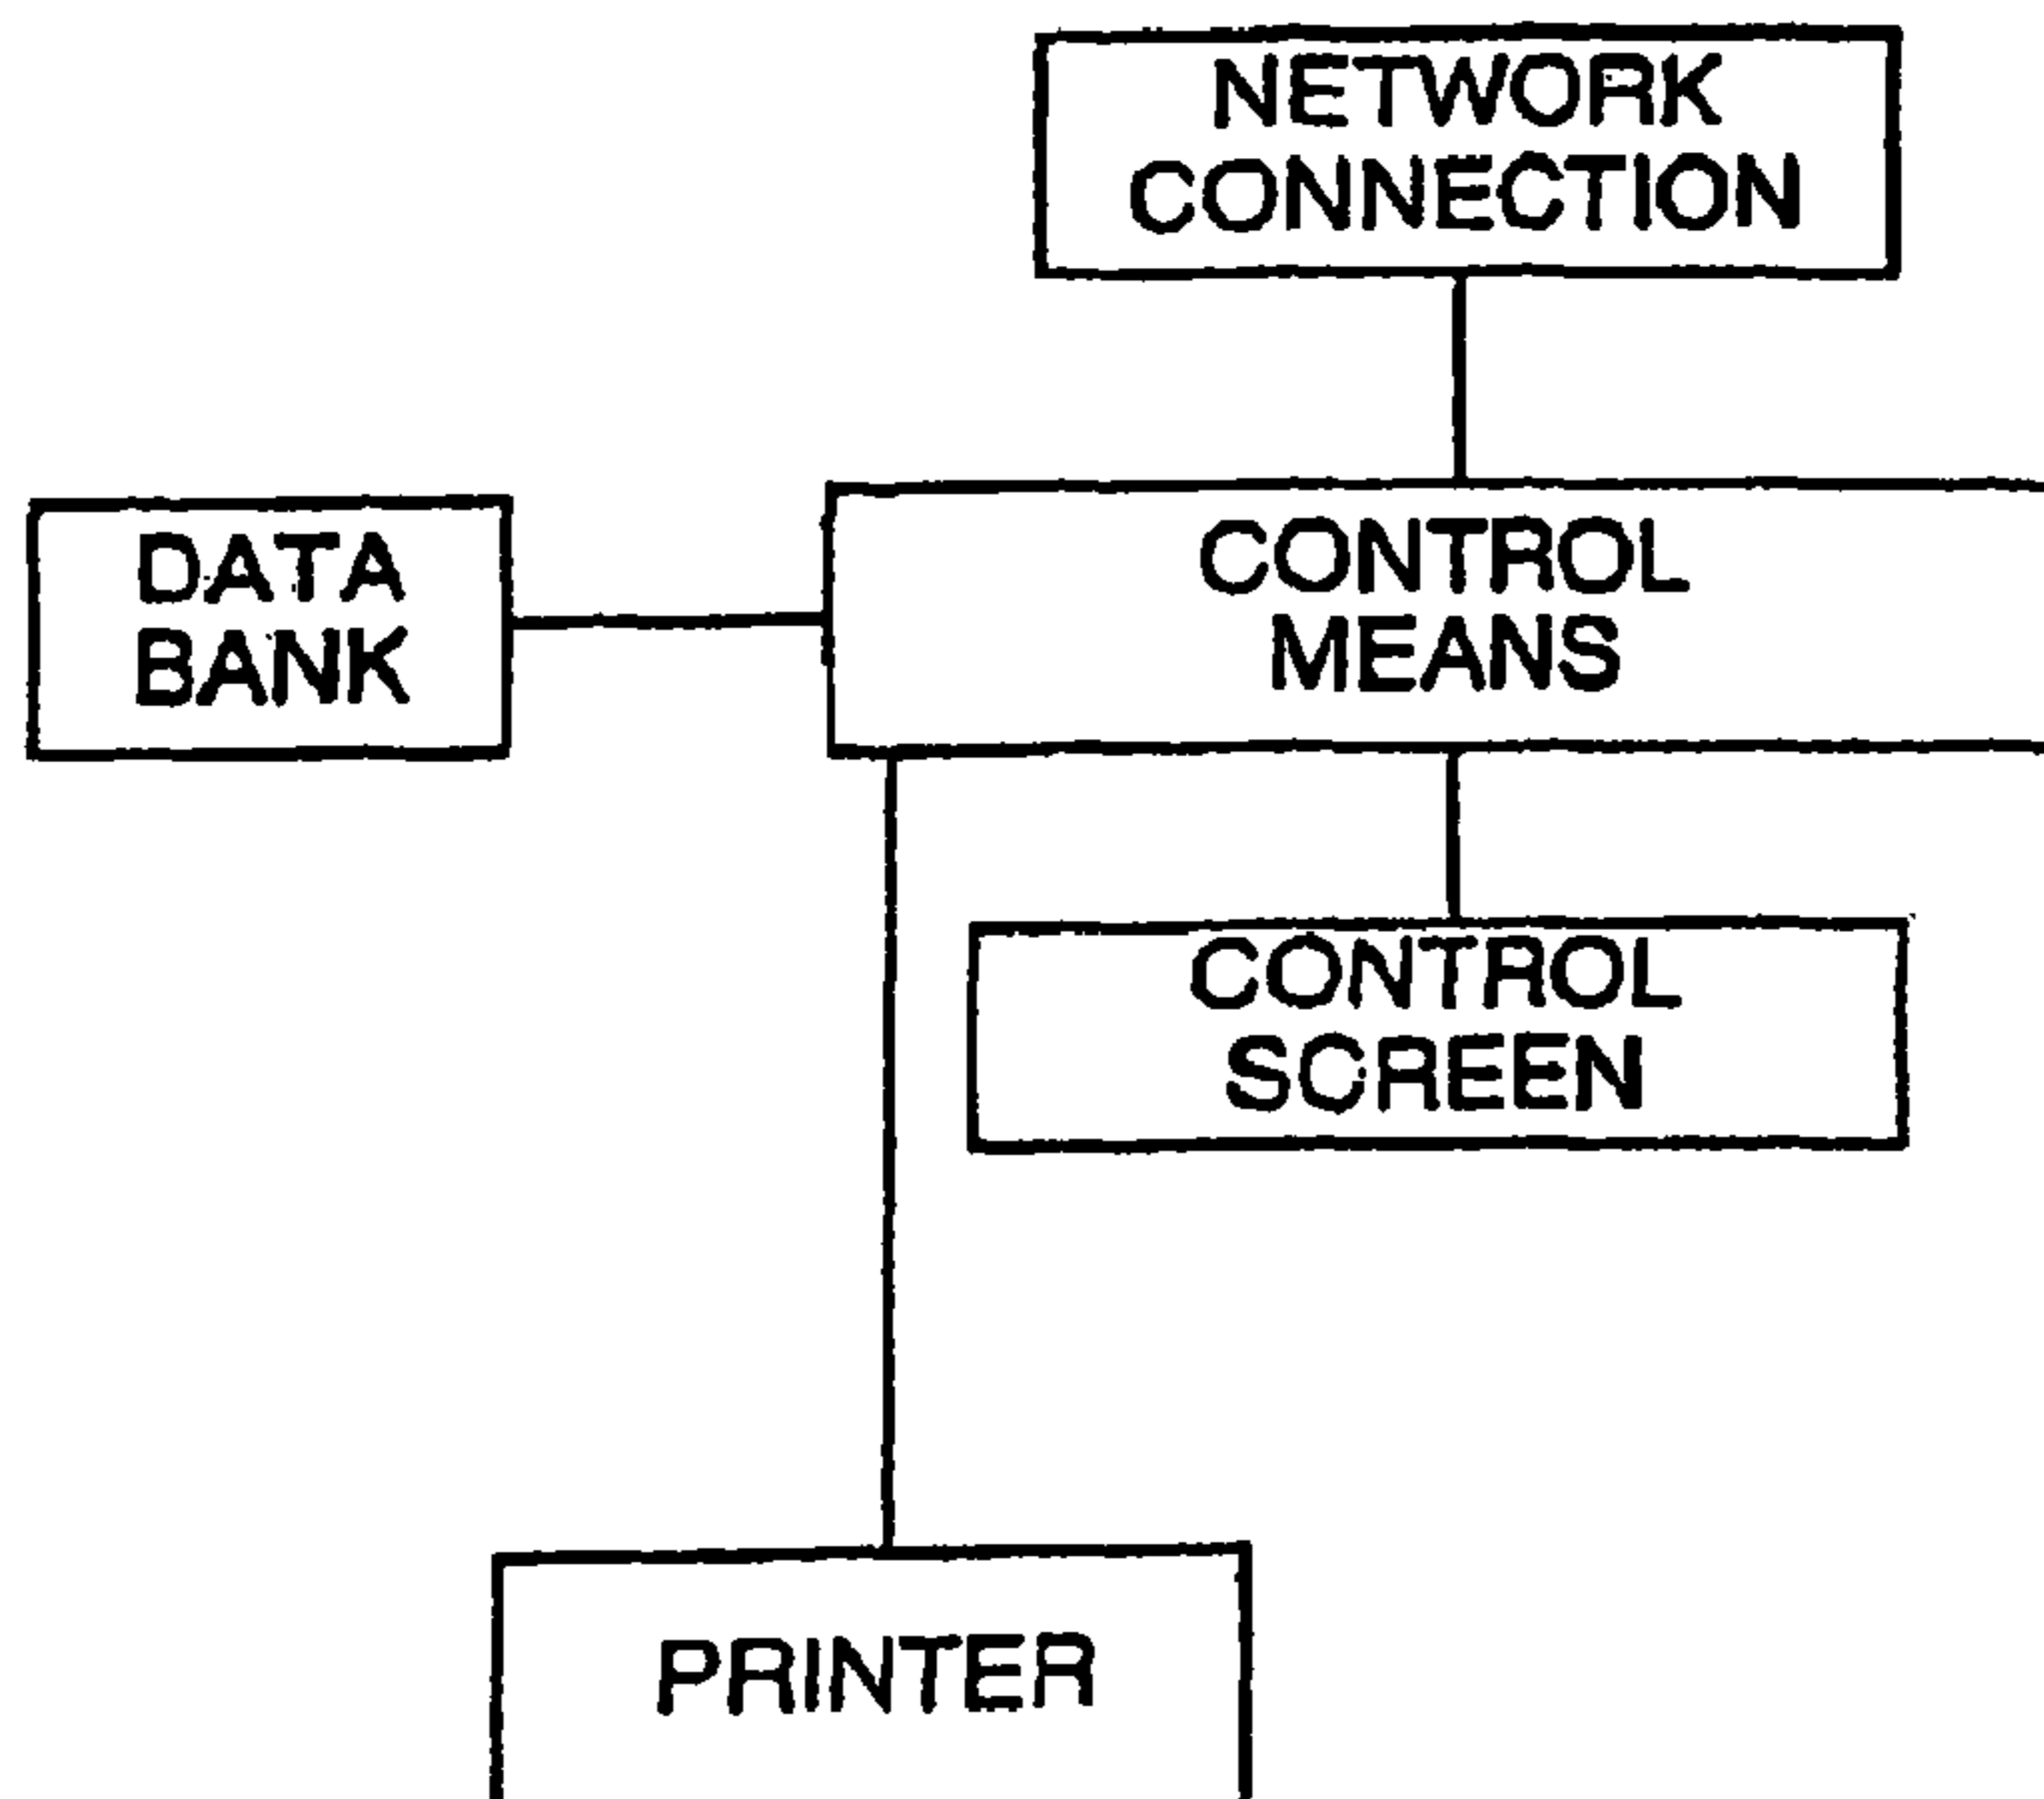 NETWORK
CONNECTION
DATA
BANK
CONTROL
MEANS
CONTROL
SCREEN
PRINTER